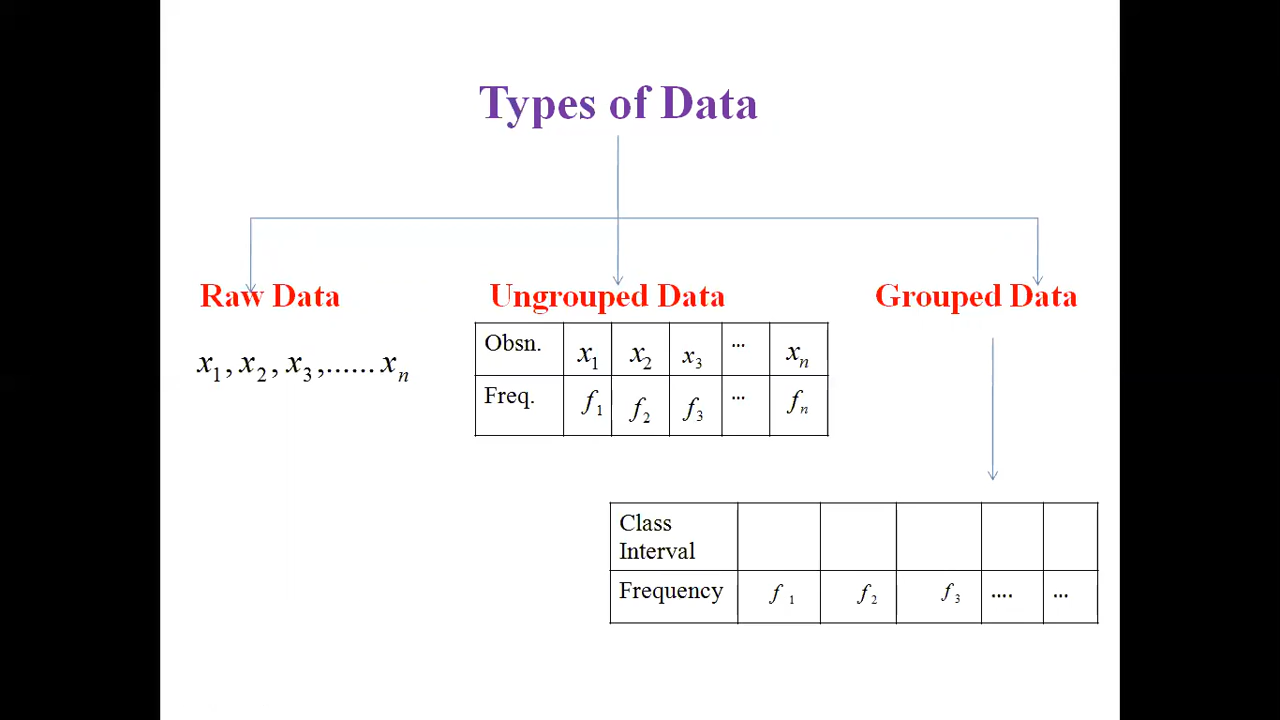 Types of Data
Raw Data
x₁, x₂, x₃,......xₙ
Ungrouped Data
Obsn. x₁ x₂ x₃ ... xₙ
Freq. f₁ f₂ f₃ ... fₙ
Grouped Data
Class
Interval
Frequency f₁ f₂ f₃ .... ...